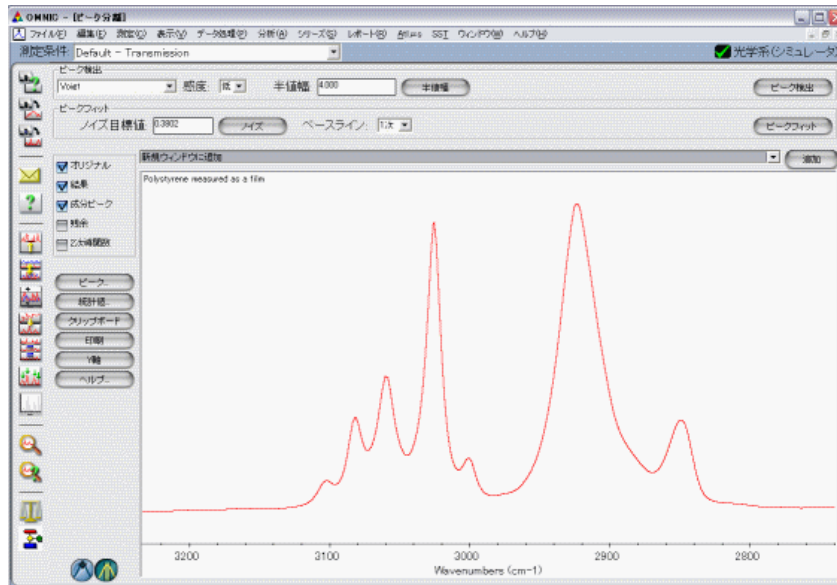 OMNIC - [ピーク分割]
ファイル(F) 編集(E) 測定(C) 表示(V) データ処理(P) 分析(A) シリーズ(S) レポート(R) Atlμs SST ウィンドウ(W) ヘルプ(H)
測定条件: Default - Transmission 光学系(シミュレータ)
ピーク検出
Voigt 感度: 低 半値幅 4.000 半値幅 ピーク検出
ピークフィット
ノイズ目標値: 0.3802 ノイズ ベースライン: 1次 ピークフィット
新規ウィンドウに追加 追加
オリジナル
結果
成分ピーク
残余
2次導関数
Polystyrene measured as a film
ピーク...
統計値...
クリップボード
印刷
Y軸
ヘルプ...
3200 3100 3000 2900 2800
Wavenumbers (cm-1)